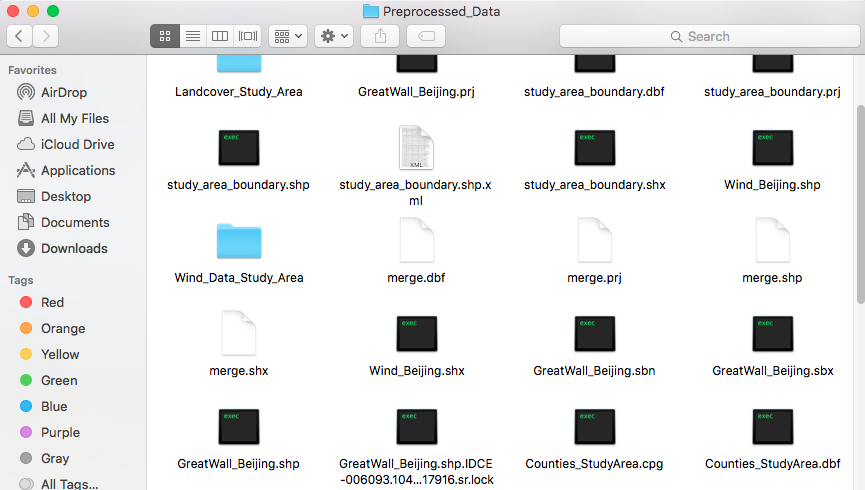 Preprocessed_Data
Search
Favorites
AirDrop
All My Files
iCloud Drive
Applications
Desktop
Documents
Downloads
Tags
Red
Orange
Yellow
Green
Blue
Purple
Gray
All Tags...
Landcover_Study_Area
GreatWall_Beijing.prj
study_area_boundary.dbf
study_area_boundary.prj
exec
study_area_boundary.shp
XML
study_area_boundary.shp.x
ml
exec
study_area_boundary.shx
exec
Wind_Beijing.shp
Wind_Data_Study_Area
merge.dbf
merge.prj
merge.shp
merge.shx
exec
Wind_Beijing.shx
exec
GreatWall_Beijing.sbn
exec
GreatWall_Beijing.sbx
exec
GreatWall_Beijing.shp
exec
GreatWall_Beijing.shp.IDCE
-006093.104...17916.sr.lock
exec
Counties_StudyArea.cpg
exec
Counties_StudyArea.dbf